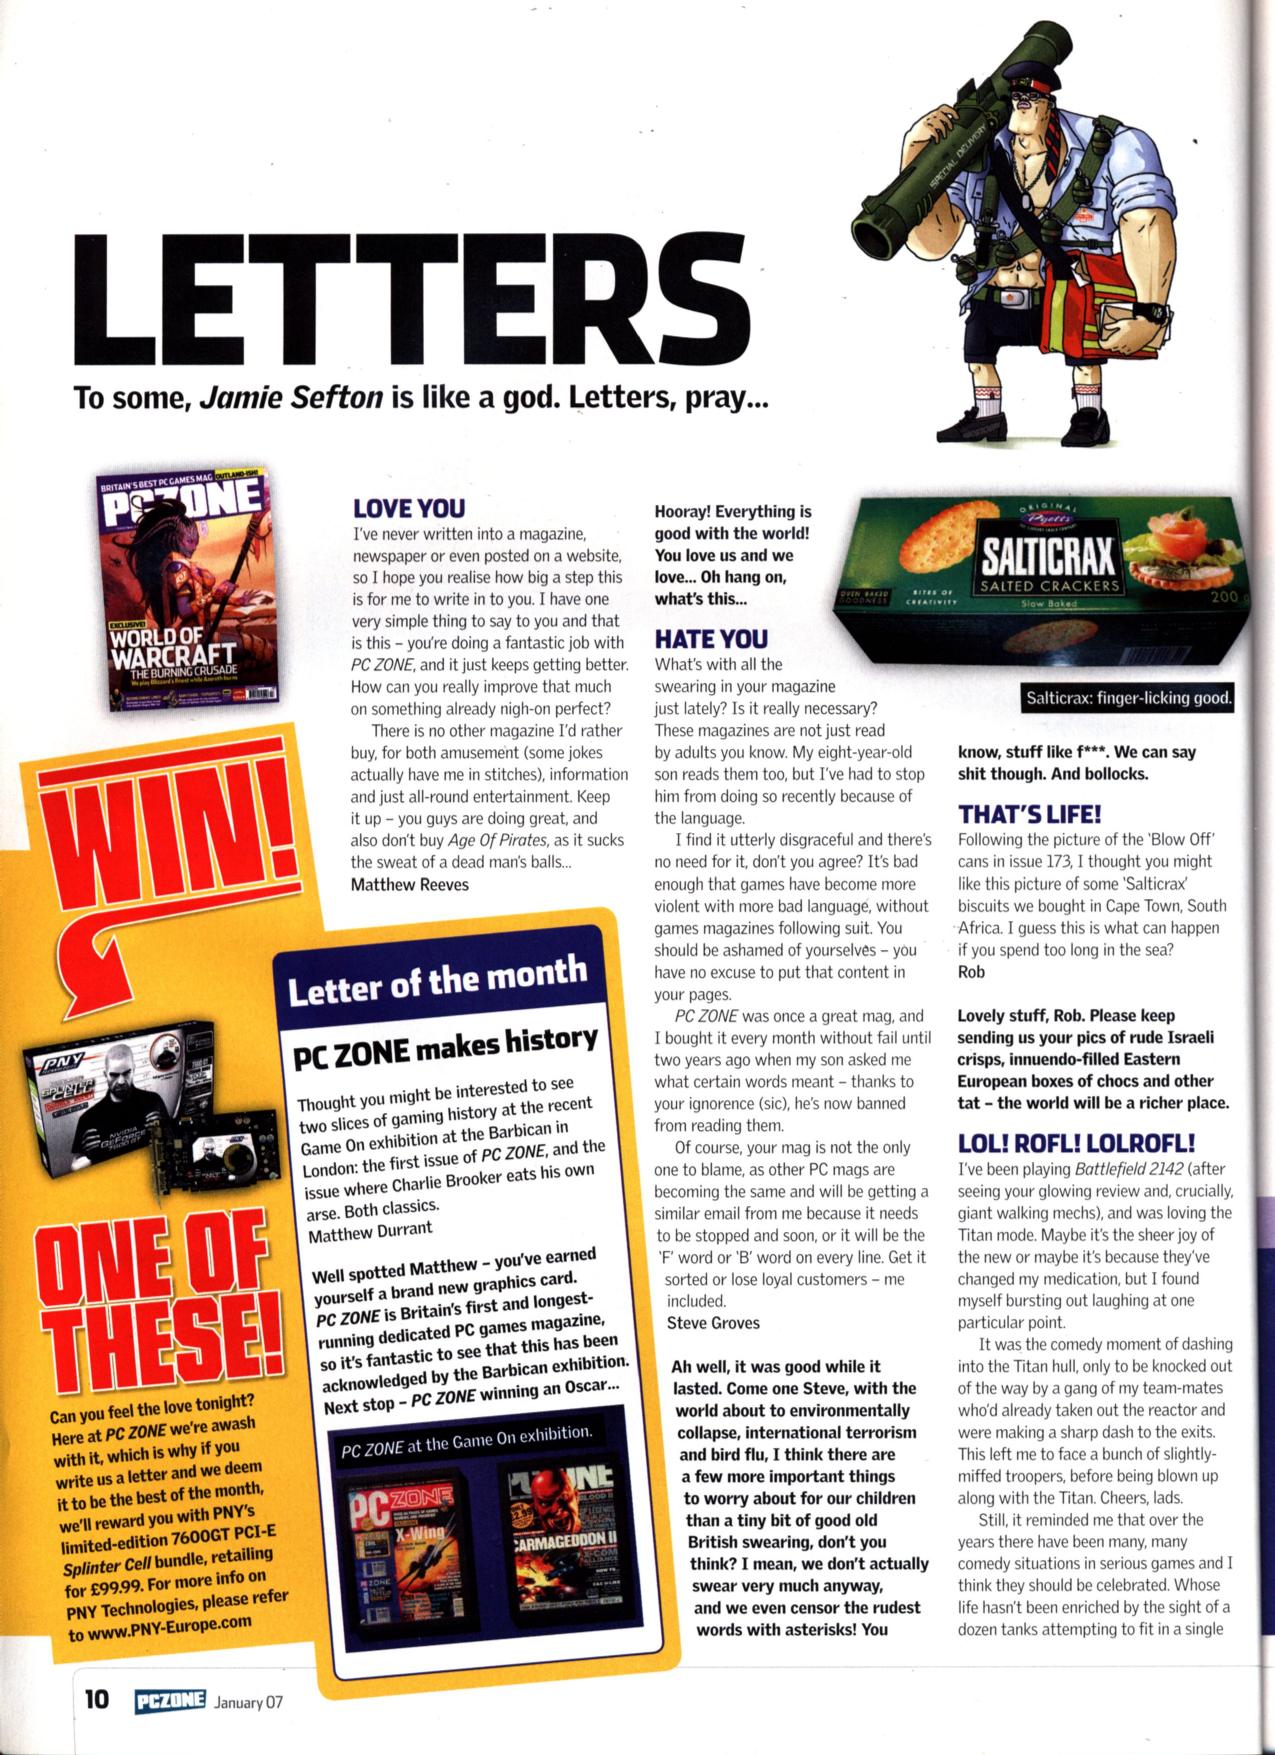 SPECIAL DELIVERY
LETTERS
To some, Jamie Sefton is like a god. Letters, pray...
BRITAIN'S BEST PC GAMES MAG
OUTLAND-ISH!
PCZONE
EXCLUSIVE!
WORLD OF
WARCRAFT
THE BURNING CRUSADE
We play Blizzard's finest while Azeroth burns
WIN!
PNY
SPLINTER
CELL
NVIDIA
GEFORCE
7600 GT
ONE OF
THESE!
Can you feel the love tonight?
Here at PC ZONE we're awash
with it, which is why if you
write us a letter and we deem
it to be the best of the month,
we'll reward you with PNY's
limited-edition 7600GT PCI-E
Splinter Cell bundle, retailing
for £99.99. For more info on
PNY Technologies, please refer
to www.PNY-Europe.com
LOVE YOU
I've never written into a magazine,
newspaper or even posted on a website,
so I hope you realise how big a step this
is for me to write in to you. I have one
very simple thing to say to you and that
is this – you're doing a fantastic job with
PC ZONE, and it just keeps getting better.
How can you really improve that much
on something already nigh-on perfect?
There is no other magazine I'd rather
buy, for both amusement (some jokes
actually have me in stitches), information
and just all-round entertainment. Keep
it up – you guys are doing great, and
also don't buy Age Of Pirates, as it sucks
the sweat of a dead man's balls...
Matthew Reeves
Letter of the month
PC ZONE makes history
Thought you might be interested to see
two slices of gaming history at the recent
Game On exhibition at the Barbican in
London: the first issue of PC ZONE, and the
issue where Charlie Brooker eats his own
arse. Both classics.
Matthew Durrant
Well spotted Matthew – you've earned
yourself a brand new graphics card.
PC ZONE is Britain's first and longest-
running dedicated PC games magazine,
so it's fantastic to see that this has been
acknowledged by the Barbican exhibition.
Next stop – PC ZONE winning an Oscar...
PC ZONE at the Game On exhibition.
PC ZONE
X-Wing
CARMAGEDDON II
Hooray! Everything is
good with the world!
You love us and we
love... Oh hang on,
what's this...
HATE YOU
What's with all the
swearing in your magazine
just lately? Is it really necessary?
These magazines are not just read
by adults you know. My eight-year-old
son reads them too, but I've had to stop
him from doing so recently because of
the language.
I find it utterly disgraceful and there's
no need for it, don't you agree? It's bad
enough that games have become more
violent with more bad language, without
games magazines following suit. You
should be ashamed of yourselves – you
have no excuse to put that content in
your pages.
PC ZONE was once a great mag, and
I bought it every month without fail until
two years ago when my son asked me
what certain words meant – thanks to
your ignorence (sic), he's now banned
from reading them.
Of course, your mag is not the only
one to blame, as other PC mags are
becoming the same and will be getting a
similar email from me because it needs
to be stopped and soon, or it will be the
'F' word or 'B' word on every line. Get it
sorted or lose loyal customers – me
included.
Steve Groves
Ah well, it was good while it
lasted. Come one Steve, with the
world about to environmentally
collapse, international terrorism
and bird flu, I think there are
a few more important things
to worry about for our children
than a tiny bit of good old
British swearing, don't you
think? I mean, we don't actually
swear very much anyway,
and we even censor the rudest
words with asterisks! You
ORIGINAL
Pyotts
SALTICRAX
SALTED CRACKERS
Slow Baked
OVEN BAKED
GOODNESS
BITES OF
CREATIVITY
200 g
Salticrax: finger-licking good.
know, stuff like f***. We can say
shit though. And bollocks.
THAT'S LIFE!
Following the picture of the 'Blow Off'
cans in issue 173, I thought you might
like this picture of some 'Salticrax'
biscuits we bought in Cape Town, South
Africa. I guess this is what can happen
if you spend too long in the sea?
Rob
Lovely stuff, Rob. Please keep
sending us your pics of rude Israeli
crisps, innuendo-filled Eastern
European boxes of chocs and other
tat – the world will be a richer place.
LOL! ROFL! LOLROFL!
I've been playing Battlefield 2142 (after
seeing your glowing review and, crucially,
giant walking mechs), and was loving the
Titan mode. Maybe it's the sheer joy of
the new or maybe it's because they've
changed my medication, but I found
myself bursting out laughing at one
particular point.
It was the comedy moment of dashing
into the Titan hull, only to be knocked out
of the way by a gang of my team-mates
who'd already taken out the reactor and
were making a sharp dash to the exits.
This left me to face a bunch of slightly-
miffed troopers, before being blown up
along with the Titan. Cheers, lads.
Still, it reminded me that over the
years there have been many, many
comedy situations in serious games and I
think they should be celebrated. Whose
life hasn't been enriched by the sight of a
dozen tanks attempting to fit in a single
10 PCZONE January 07